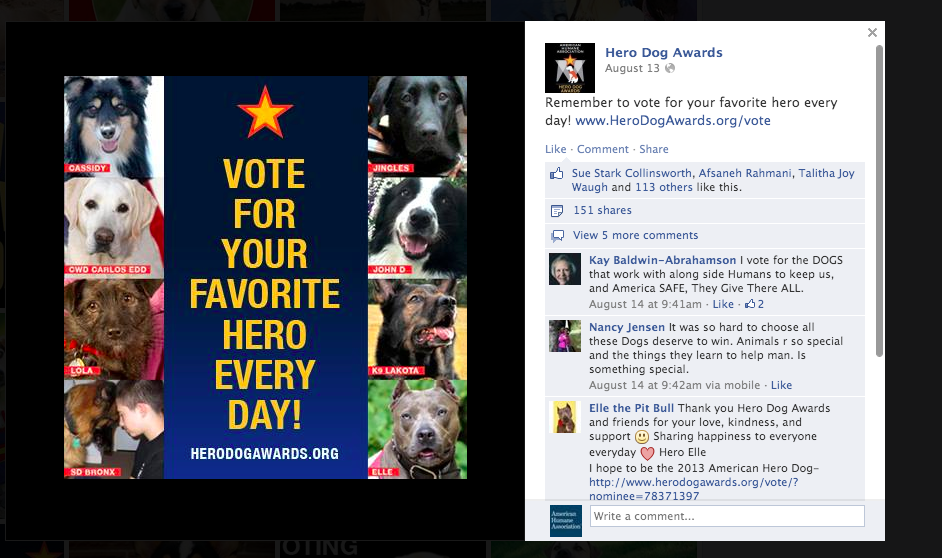 CASSIDY
CWD CARLOS EDD
LOLA
SD BRONX
VOTE
FOR
YOUR
FAVORITE
HERO
EVERY
DAY!
HERODOGAWARDS.ORG
JINGLES
JOHN D
K9 LAKOTA
ELLE
AMERICAN
HUMANE
ASSOCIATION
HERO DOG
AWARDS
Hero Dog Awards
August 13
Remember to vote for your favorite hero every
day! www.HeroDogAwards.org/vote
Like · Comment · Share
Sue Stark Collinsworth, Afsaneh Rahmani, Talitha Joy
Waugh and 113 others like this.
151 shares
View 5 more comments
Kay Baldwin-Abrahamson I vote for the DOGS
that work with along side Humans to keep us,
and America SAFE, They Give There ALL.
August 14 at 9:41am · Like · 2
Nancy Jensen It was so hard to choose all
these Dogs deserve to win. Animals r so special
and the things they learn to help man. Is
something special.
August 14 at 9:42am via mobile · Like
Elle the Pit Bull Thank you Hero Dog Awards
and friends for your love, kindness, and
support Sharing happiness to everyone
everyday Hero Elle
I hope to be the 2013 American Hero Dog-
http://www.herodogawards.org/vote/?
nominee=78371397
American
Humane
Association
Write a comment...
OTING